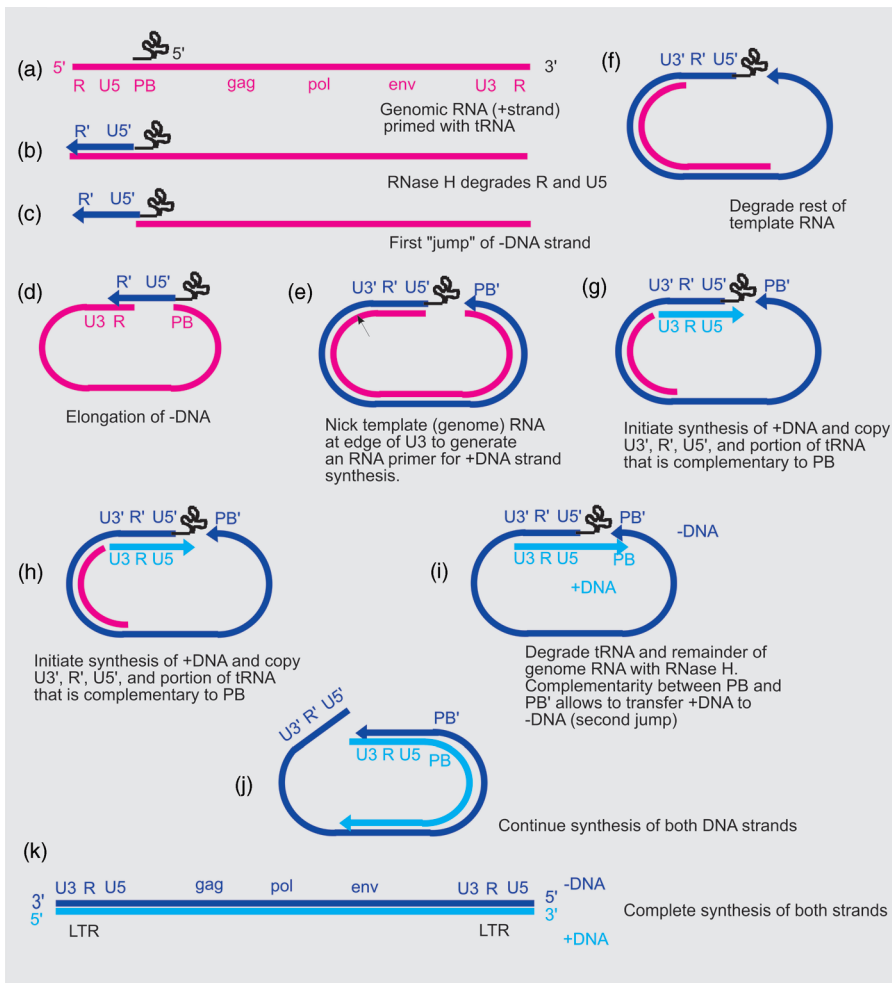 (a)
5'
5'
3'
R U5 PB gag pol env U3 R
Genomic RNA (+strand)
primed with tRNA
(b)
R' U5'
RNase H degrades R and U5
(c)
R' U5'
First "jump" of -DNA strand
(d)
R' U5'
U3 R PB
Elongation of -DNA
(e)
U3' R' U5' PB'
Nick template (genome) RNA
at edge of U3 to generate
an RNA primer for +DNA strand
synthesis.
(f)
U3' R' U5'
Degrade rest of
template RNA
(g)
U3' R' U5' PB'
U3 R U5
Initiate synthesis of +DNA and copy
U3', R', U5', and portion of tRNA
that is complementary to PB
(h)
U3' R' U5' PB'
U3 R U5
Initiate synthesis of +DNA and copy
U3', R', U5', and portion of tRNA
that is complementary to PB
(i)
U3' R' U5' PB'
-DNA
U3 R U5 PB
+DNA
Degrade tRNA and remainder of
genome RNA with RNase H.
Complementarity between PB and
PB' allows to transfer +DNA to
-DNA (second jump)
(j)
U3' R' U5'
PB'
U3 R U5 PB
Continue synthesis of both DNA strands
(k)
U3 R U5 gag pol env U3 R U5
3' 5' -DNA
5' 3'
Complete synthesis of both strands
LTR LTR
+DNA